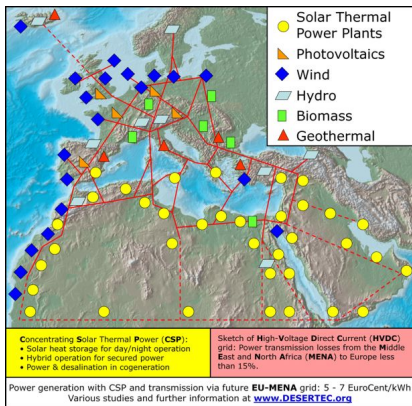 Solar Thermal
Power Plants
Photovoltaics
Wind
Hydro
Biomass
Geothermal
Concentrating Solar Thermal Power (CSP):
• Solar heat storage for day/night operation
• Hybrid operation for secured power
• Power & desalination in cogeneration
Sketch of High-Voltage Direct Current (HVDC)
grid: Power transmission losses from the Middle
East and North Africa (MENA) to Europe less
than 15%.
Power generation with CSP and transmission via future EU-MENA grid: 5 - 7 EuroCent/kWh
Various studies and further information at www.DESERTEC.org